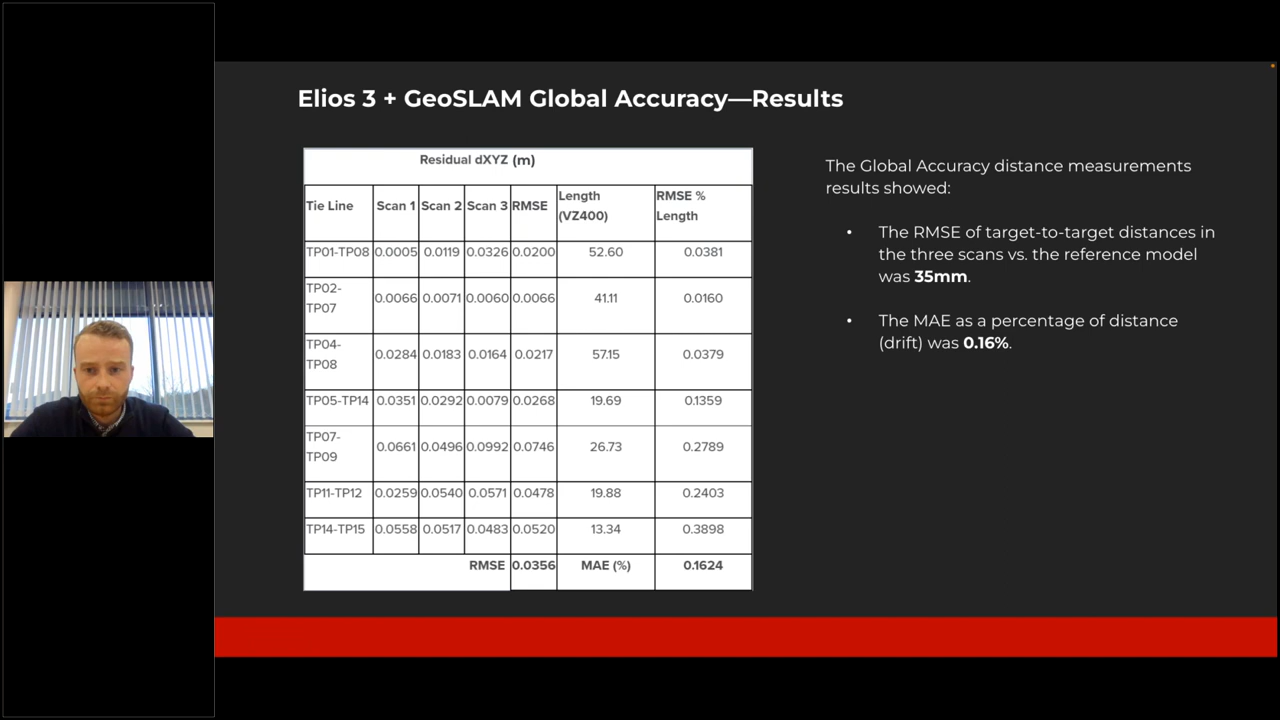 Elios 3 + GeoSLAM Global Accuracy—Results
Residual dXYZ (m)
Tie Line Scan 1 Scan 2 Scan 3 RMSE Length (VZ400) RMSE % Length
TP01-TP08 0.0005 0.0119 0.0326 0.0200 52.60 0.0381
TP02-TP07 0.0066 0.0071 0.0060 0.0066 41.11 0.0160
TP04-TP08 0.0284 0.0183 0.0164 0.0217 57.15 0.0379
TP05-TP14 0.0351 0.0292 0.0079 0.0268 19.69 0.1359
TP07-TP09 0.0661 0.0496 0.0992 0.0746 26.73 0.2789
TP11-TP12 0.0259 0.0540 0.0571 0.0478 19.88 0.2403
TP14-TP15 0.0558 0.0517 0.0483 0.0520 13.34 0.3898
RMSE 0.0356 MAE (%) 0.1624
The Global Accuracy distance measurements
results showed:
• The RMSE of target-to-target distances in
the three scans vs. the reference model
was 35mm.
• The MAE as a percentage of distance
(drift) was 0.16%.